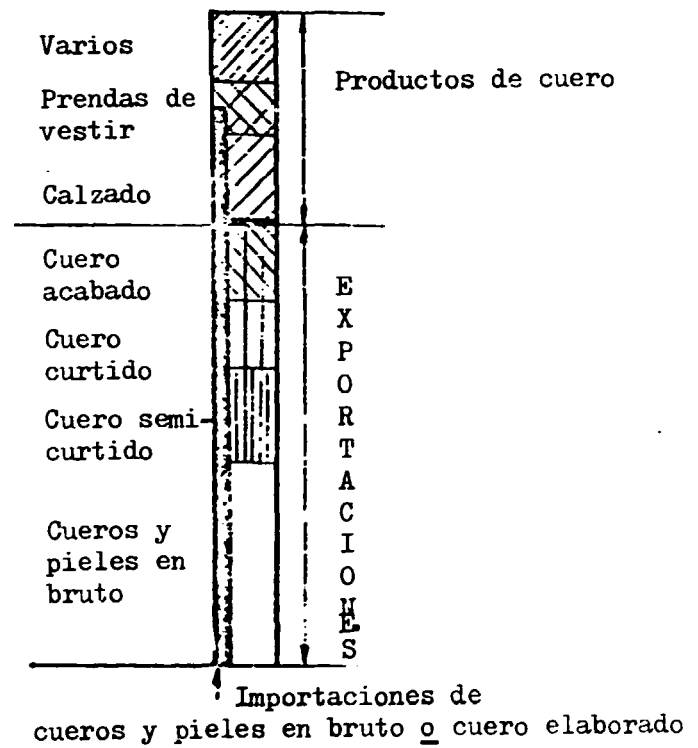 Varios
Productos de cuero
Prendas de
vestir
Calzado
Cuero
acabado
Cuero
curtido
Cuero semi-
curtido
Cueros y
pieles en
bruto
E
X
P
O
R
T
A
C
I
O
N
E
S
Importaciones de
cueros y pieles en bruto o cuero elaborado